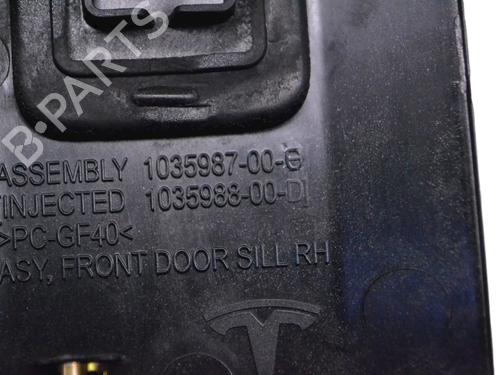 B-PARTS
ASSEMBLY 1035987-00-G
INJECTED 1035988-00-D
>PC-GF40<
ASY, FRONT DOOR SILL RH